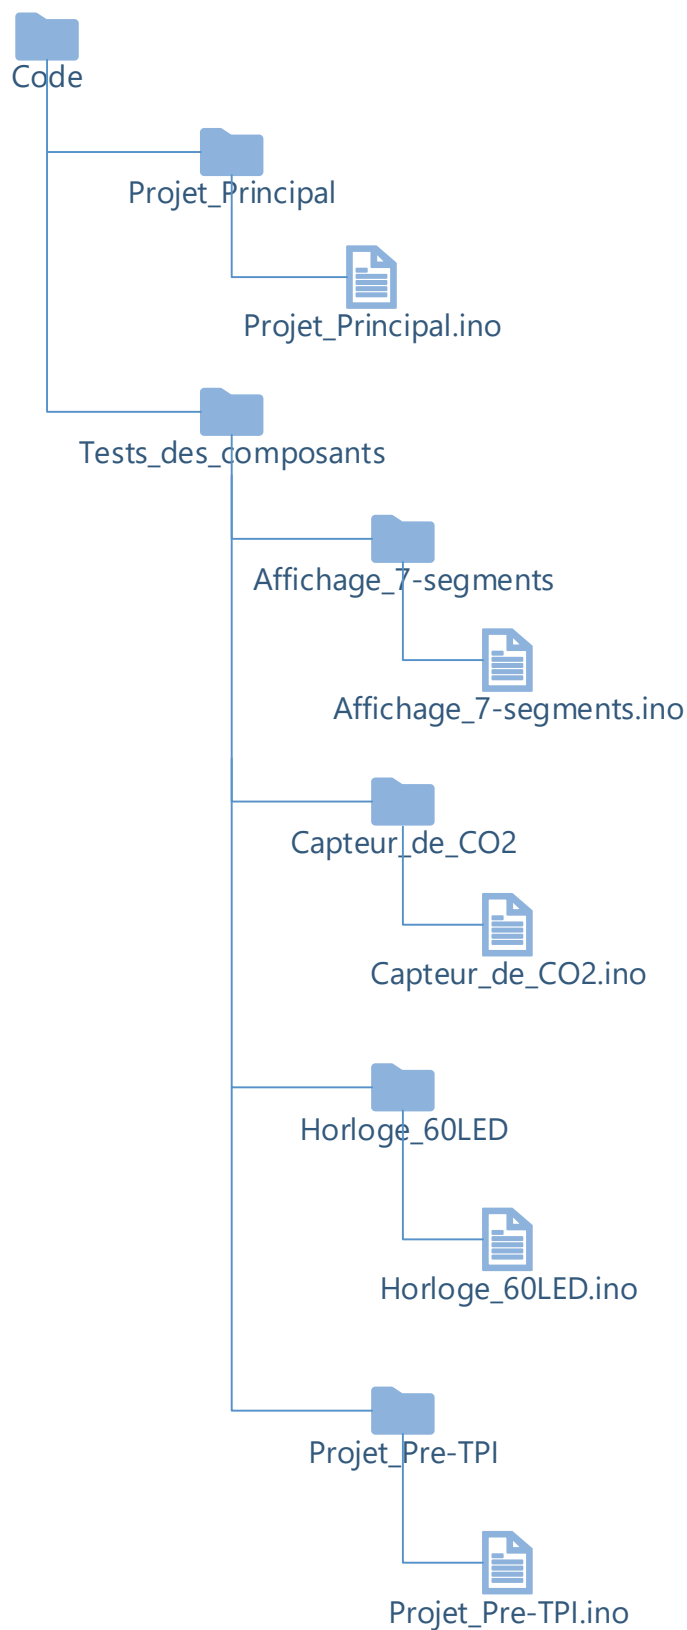 Code
Projet_Principal
Projet_Principal.ino
Tests_des_composants
Affichage_7-segments
Affichage_7-segments.ino
Capteur_de_CO2
Capteur_de_CO2.ino
Horloge_60LED
Horloge_60LED.ino
Projet_Pre-TPI
Projet_Pre-TPI.ino